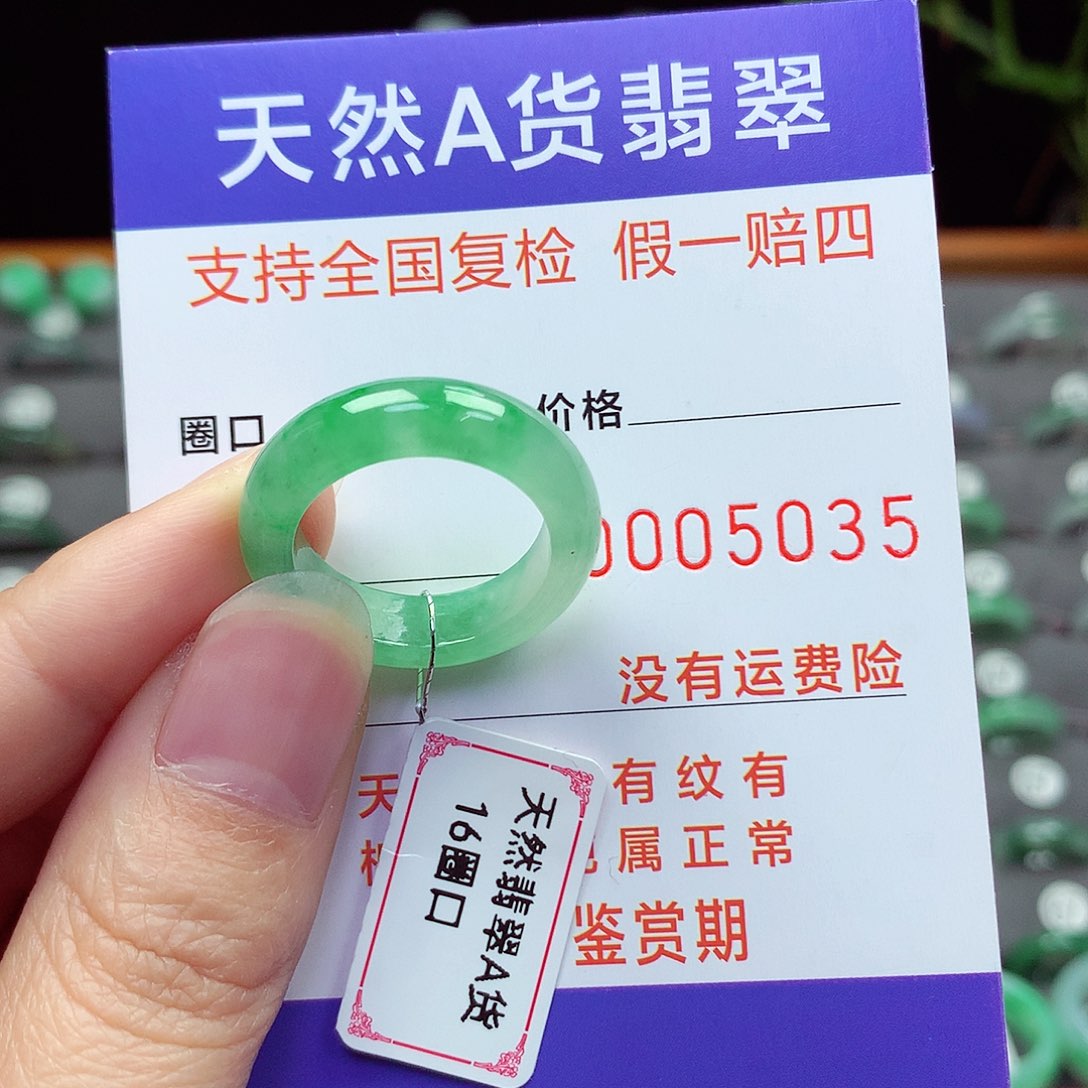 天然A货翡翠
支持全国复检 假一赔四
圈口 价格
0005035
没有运费险
天 有纹有
属正常
鉴赏期
天然翡翠A货
16圈口